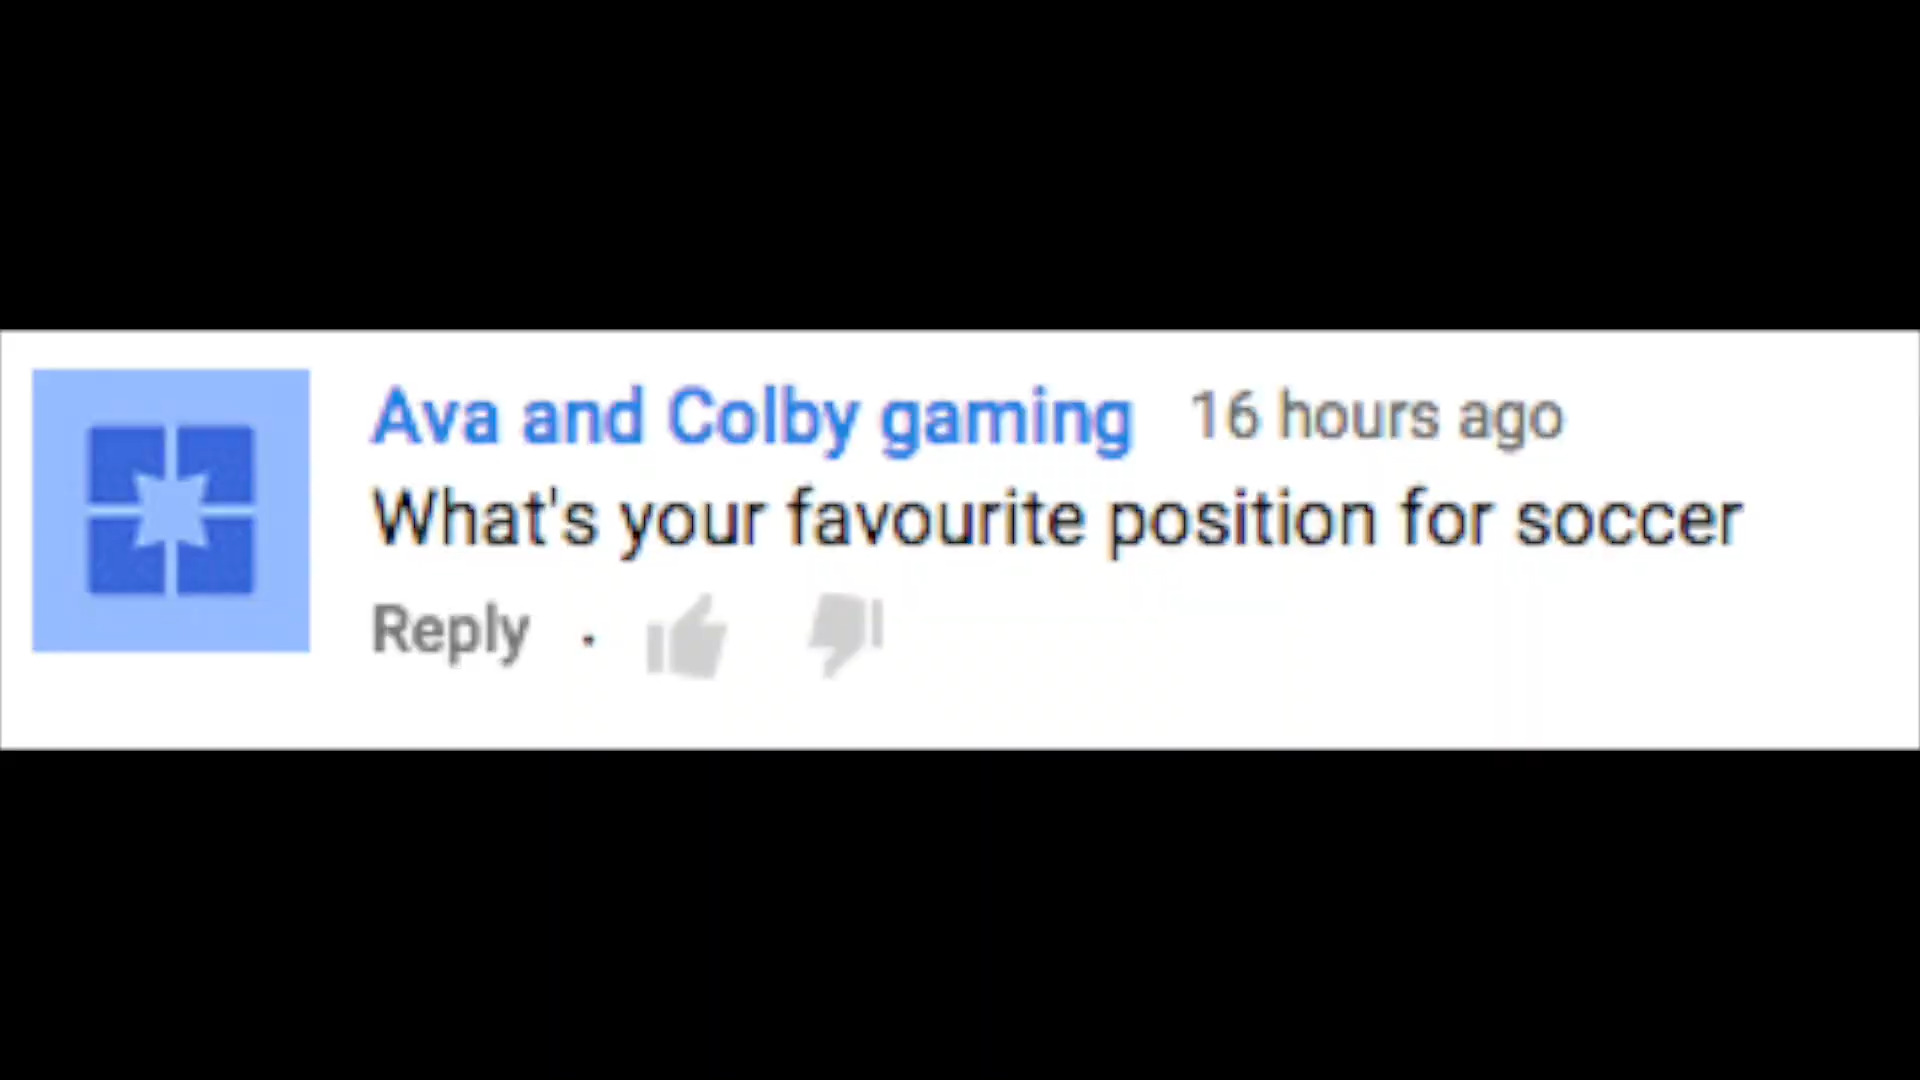 Ava and Colby gaming 16 hours ago
What's your favourite position for soccer
Reply ·